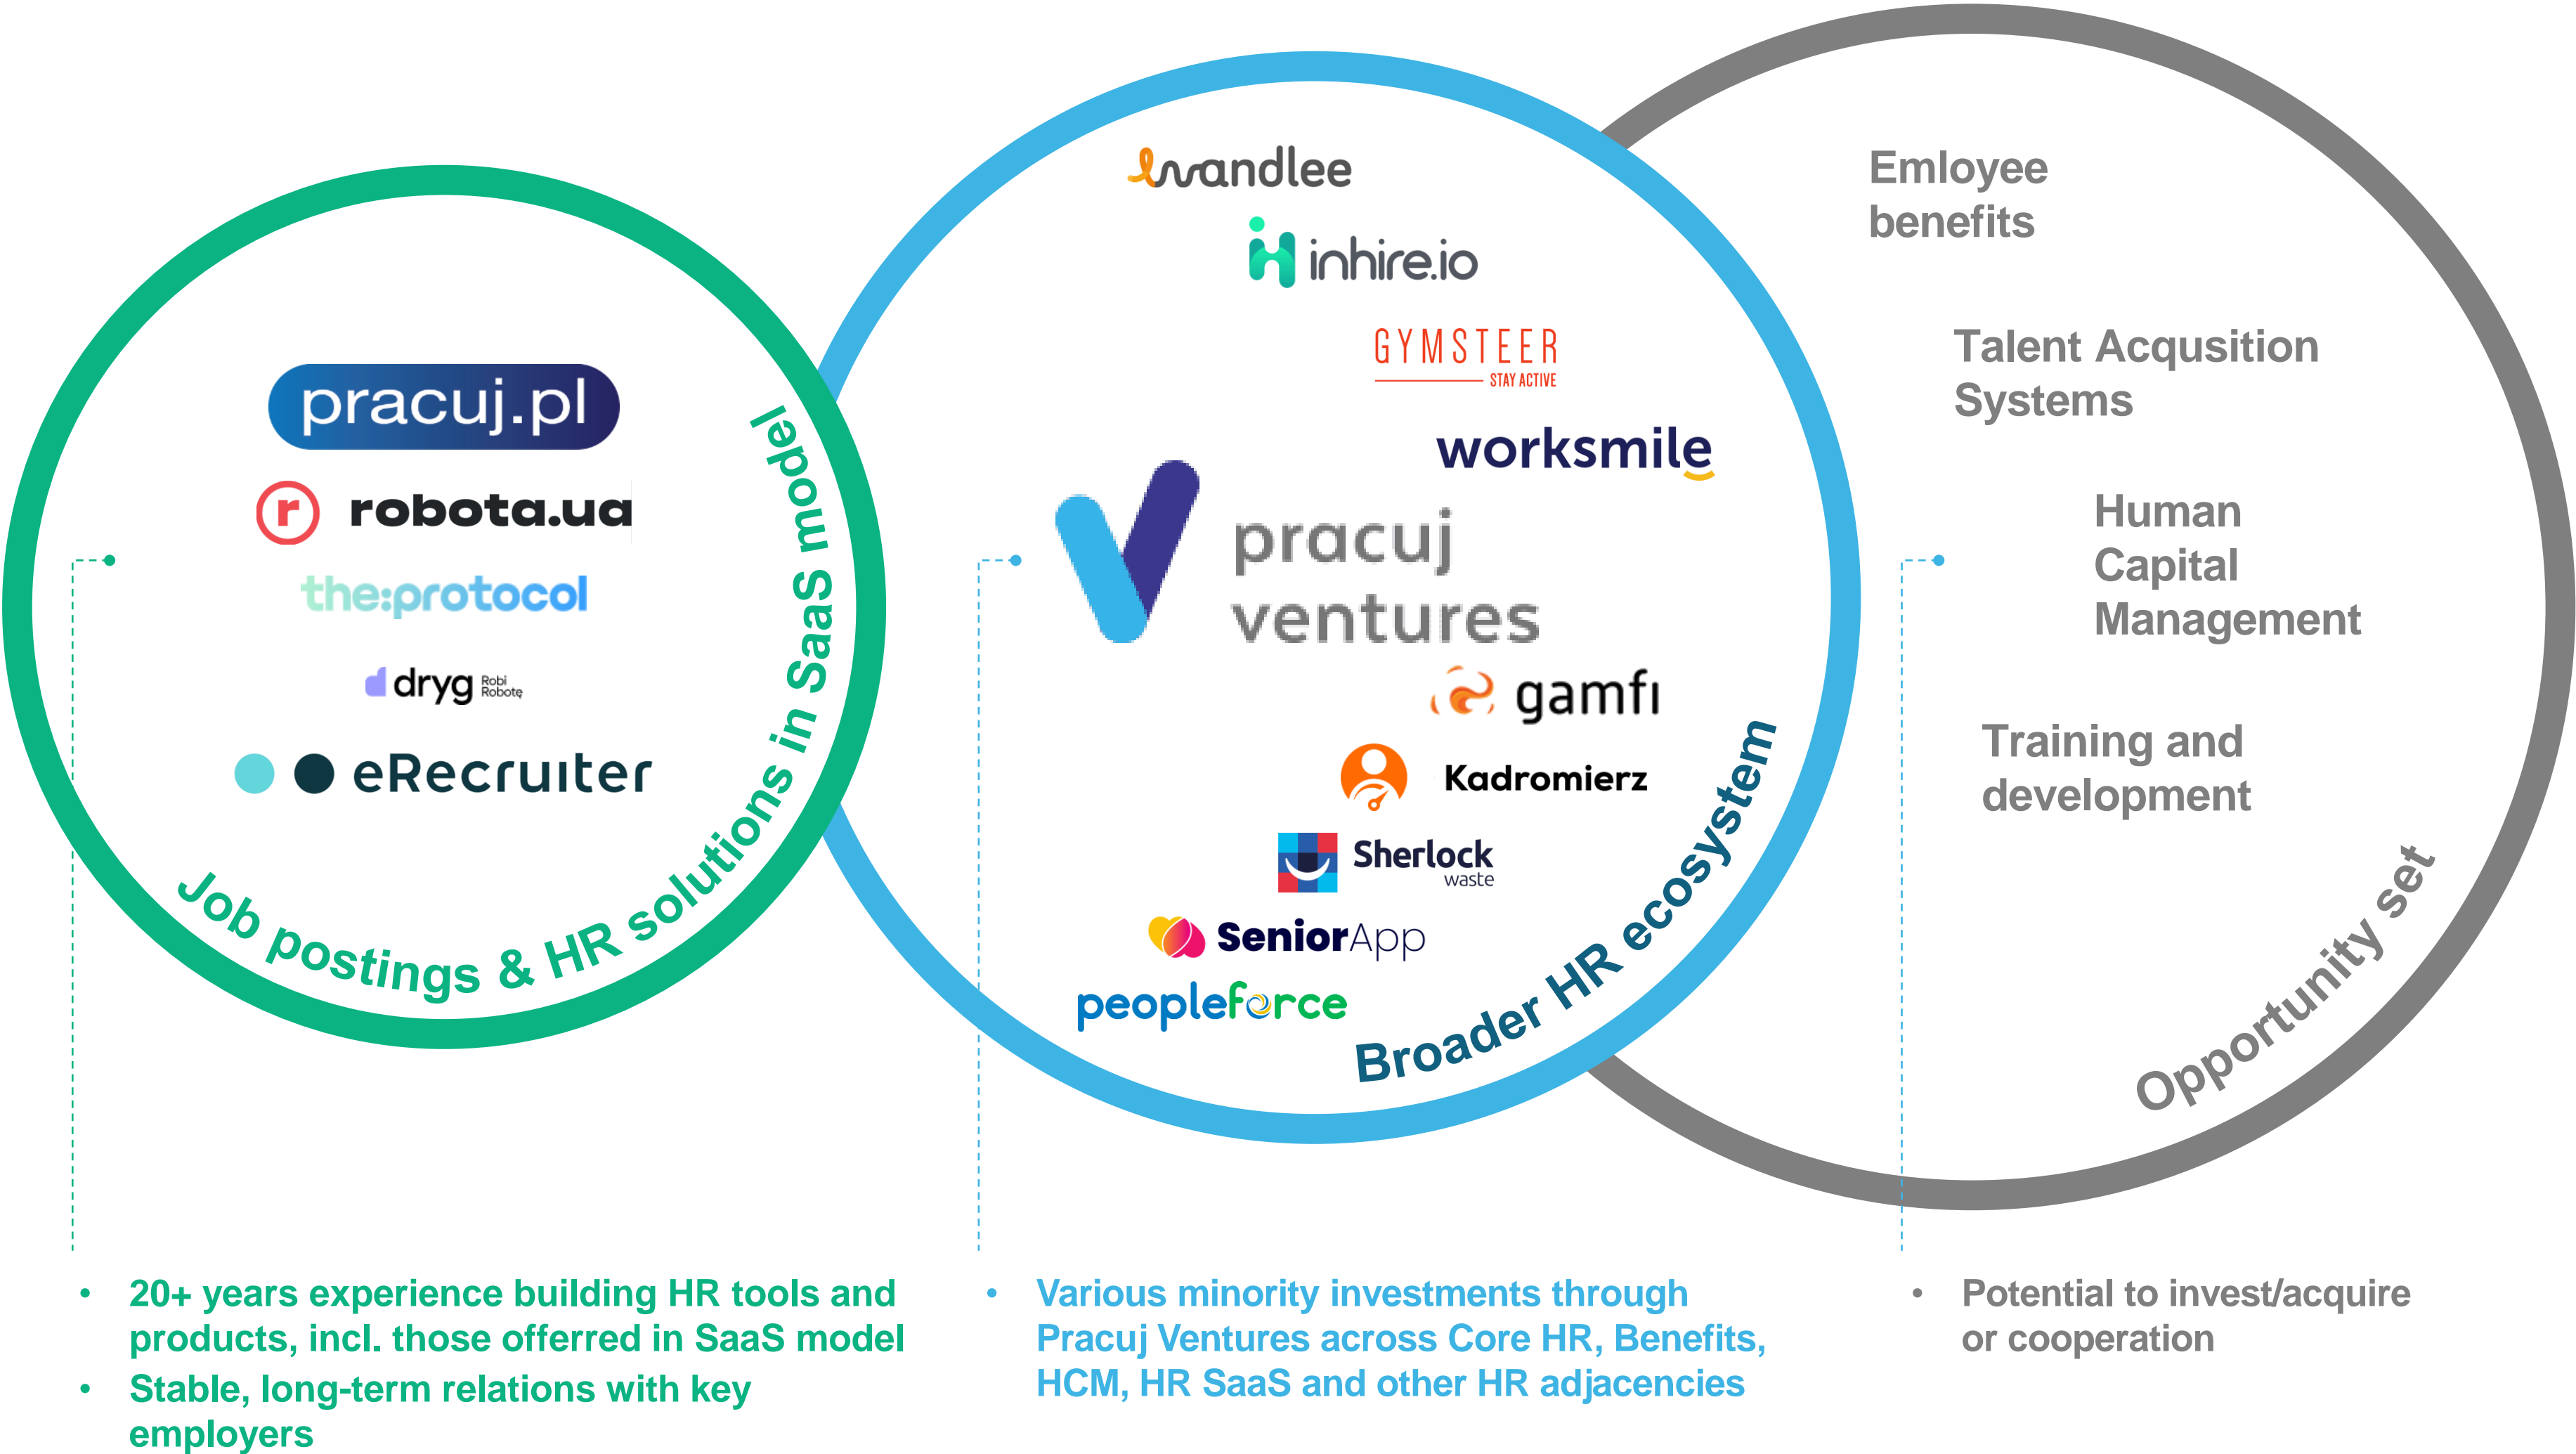 pracuj.pl
r robota.ua
the:protocol
dryg Robi
Robotę
eRecruiter
Job postings & HR solutions in SaaS model
wandlee
inhire.io
GYMSTEER
STAY ACTIVE
worksmile
pracuj
ventures
gamfi
Kadromierz
Sherlock
waste
SeniorApp
peopleforce
Broader HR ecosystem
Emloyee
benefits
Talent Acqusition
Systems
Human
Capital
Management
Training and
development
Opportunity set
• 20+ years experience building HR tools and
products, incl. those offerred in SaaS model
• Stable, long-term relations with key
employers
• Various minority investments through
Pracuj Ventures across Core HR, Benefits,
HCM, HR SaaS and other HR adjacencies
• Potential to invest/acquire
or cooperation